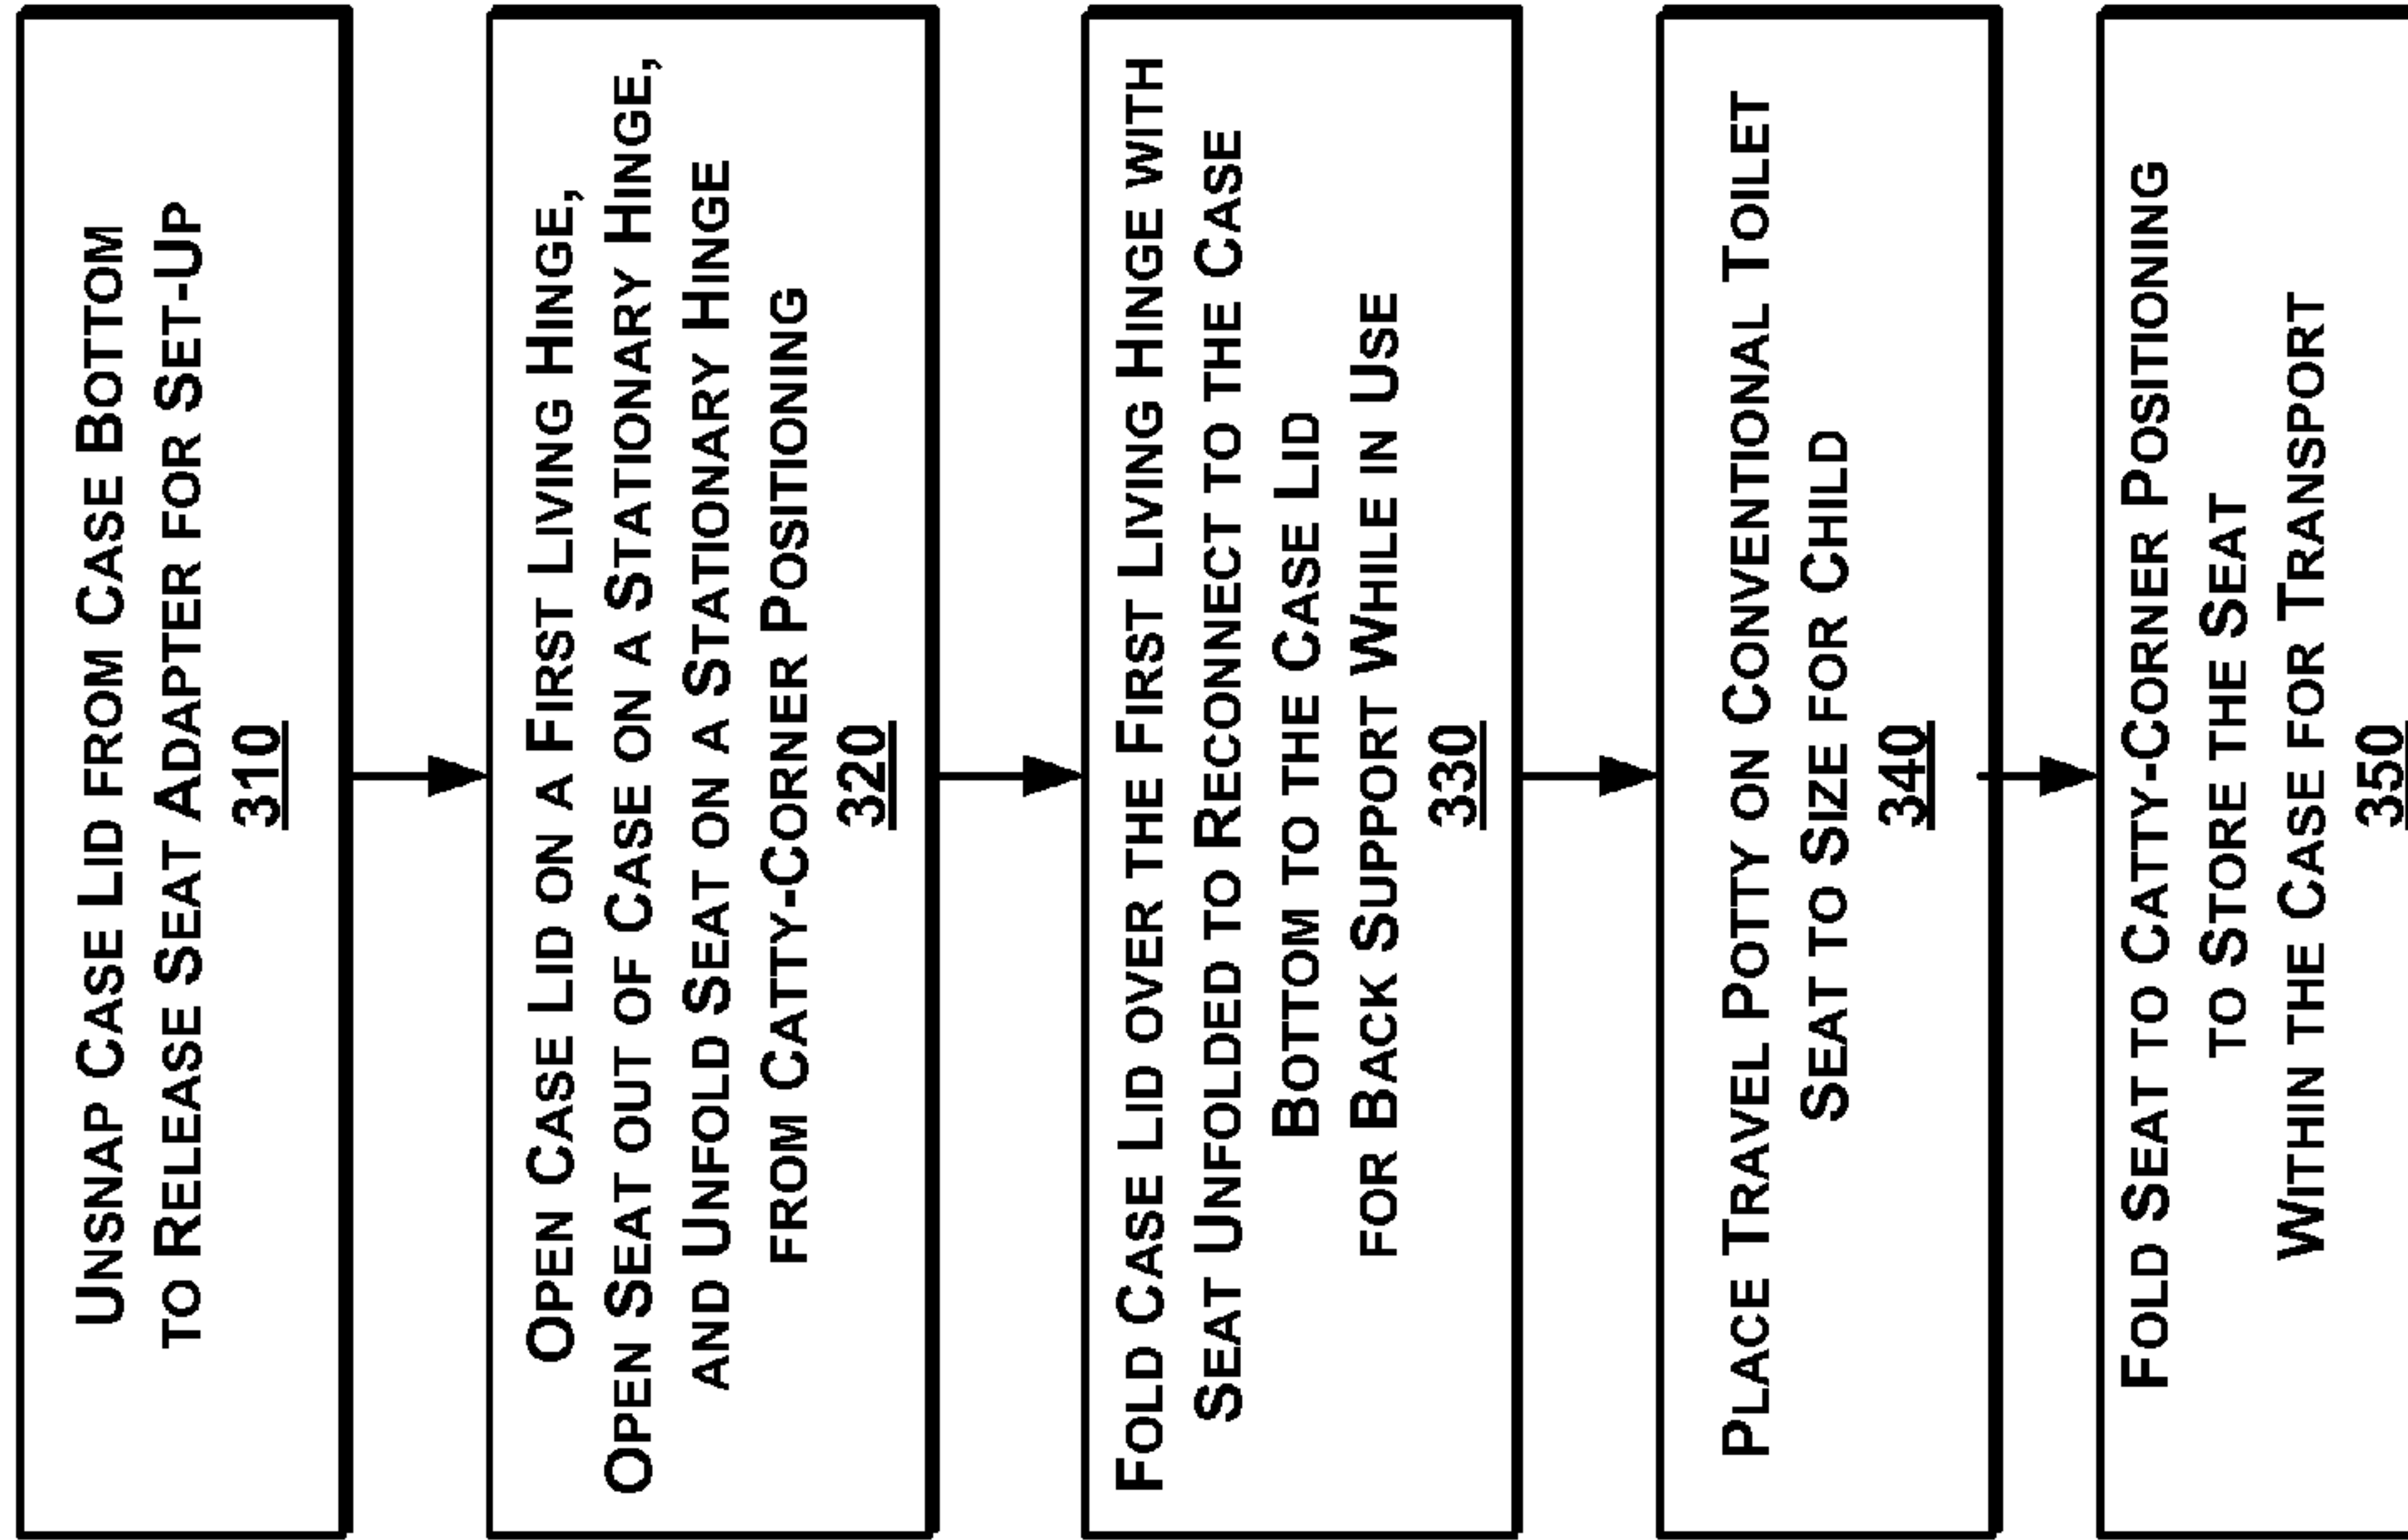 UNSNAP CASE LID FROM CASE BOTTOM
TO RELEASE SEAT ADAPTER FOR SET-UP
310
OPEN CASE LID ON A FIRST LIVING HINGE,
OPEN SEAT OUT OF CASE ON A STATIONARY HINGE,
AND UNFOLD SEAT ON A STATIONARY HINGE
FROM CATTY-CORNER POSITIONING
320
FOLD CASE LID OVER THE FIRST LIVING HINGE WITH
SEAT UNFOLDED TO RECONNECT TO THE CASE
BOTTOM TO THE CASE LID
FOR BACK SUPPORT WHILE IN USE
330
PLACE TRAVEL POTTY ON CONVENTIONAL TOILET
SEAT TO SIZE FOR CHILD
340
FOLD SEAT TO CATTY-CORNER POSITIONING
TO STORE THE SEAT
WITHIN THE CASE FOR TRANSPORT
350